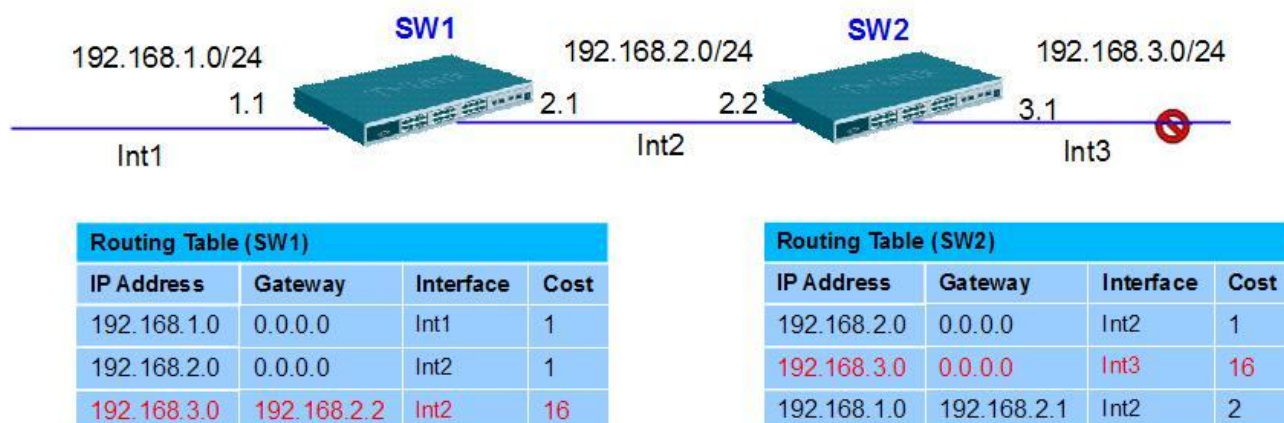 SW1
SW2
192.168.1.0/24
192.168.2.0/24
192.168.3.0/24
1.1
2.1
2.2
3.1
Int1
Int2
Int3
Routing Table (SW1)
IP Address Gateway Interface Cost
192.168.1.0 0.0.0.0 Int1 1
192.168.2.0 0.0.0.0 Int2 1
192.168.3.0 192.168.2.2 Int2 16
Routing Table (SW2)
IP Address Gateway Interface Cost
192.168.2.0 0.0.0.0 Int2 1
192.168.3.0 0.0.0.0 Int3 16
192.168.1.0 192.168.2.1 Int2 2